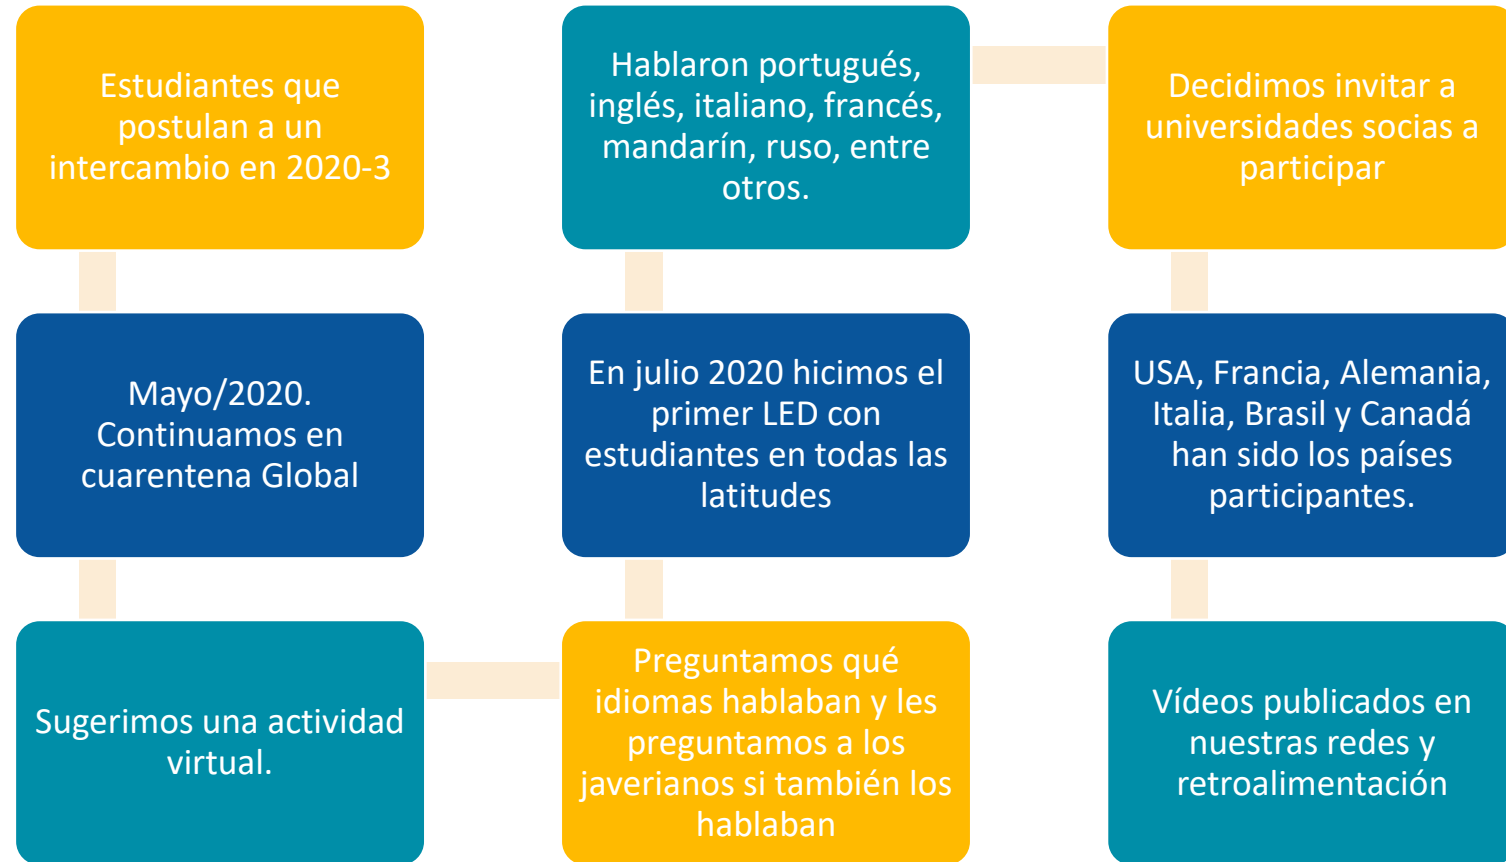 Estudiantes que
postulan a un
intercambio en 2020-3
Mayo/2020.
Continuamos en
cuarentena Global
Sugerimos una actividad
virtual.
Preguntamos qué
idiomas hablaban y les
preguntamos a los
javerianos si también los
hablaban
En julio 2020 hicimos el
primer LED con
estudiantes en todas las
latitudes
Hablaron portugués,
inglés, italiano, francés,
mandarín, ruso, entre
otros.
Decidimos invitar a
universidades socias a
participar
USA, Francia, Alemania,
Italia, Brasil y Canadá
han sido los países
participantes.
Vídeos publicados en
nuestras redes y
retroalimentación